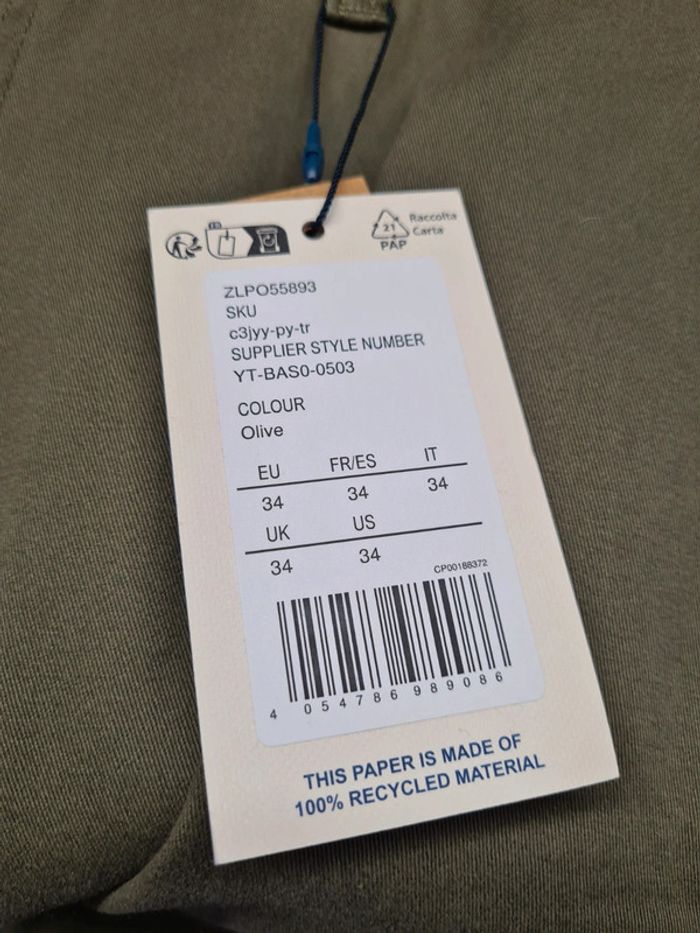 21
PAP
Raccolta
Carta
ZLPO55893
SKU
c3jyy-py-tr
SUPPLIER STYLE NUMBER
YT-BAS0-0503
COLOUR
Olive
EU FR/ES IT
34 34 34
UK US
34 34
CP00188372
4 054786 989086
THIS PAPER IS MADE OF
100% RECYCLED MATERIAL